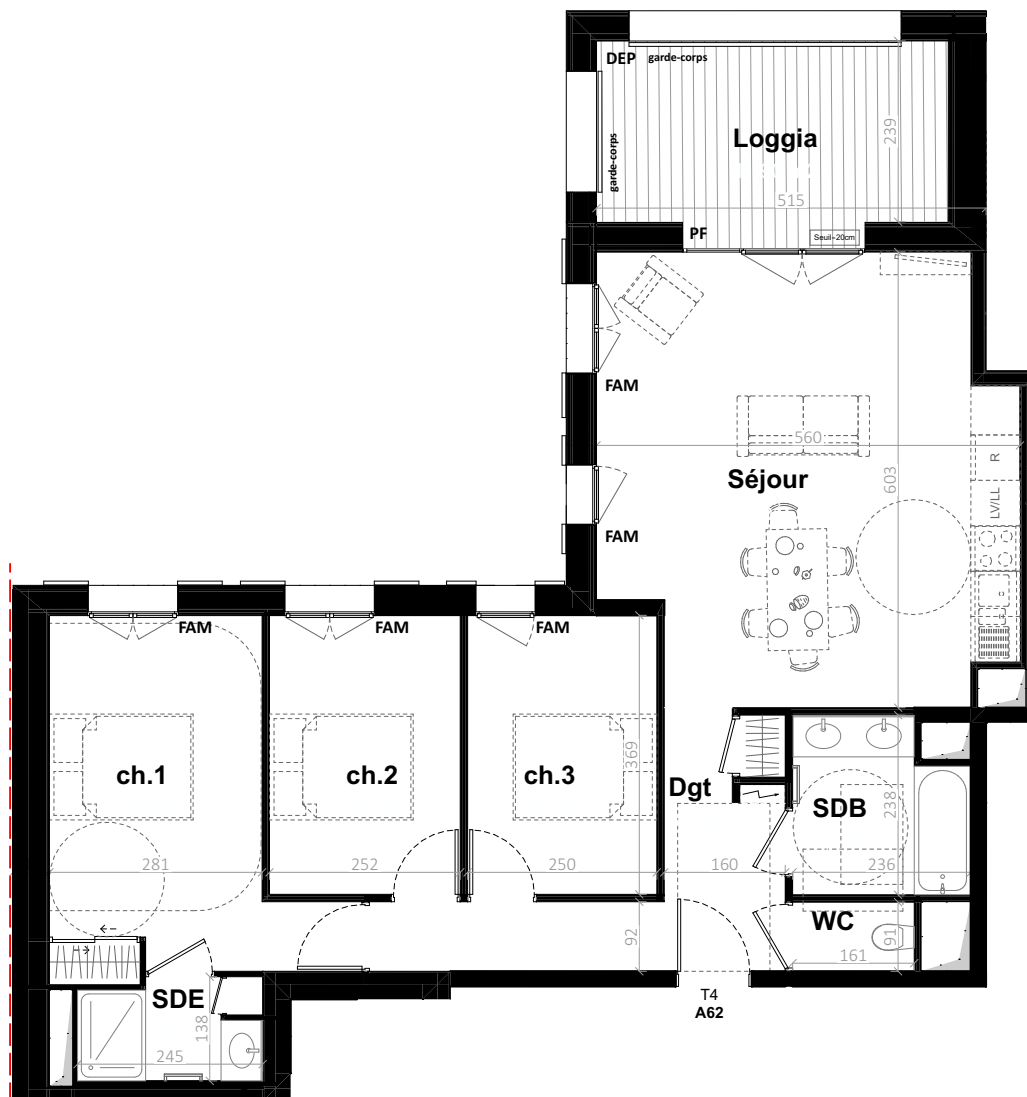 DEP
garde-corps
garde-corps
Loggia
239
515
PF
Seuil~20cm
FAM
560
R
Séjour
603
LV/LL
FAM
FAM
FAM
FAM
369
ch.1
ch.2
ch.3
Dgt
SDB
238
281
252
250
160
236
WC
92
91
161
SDE
138
245
T4
A62